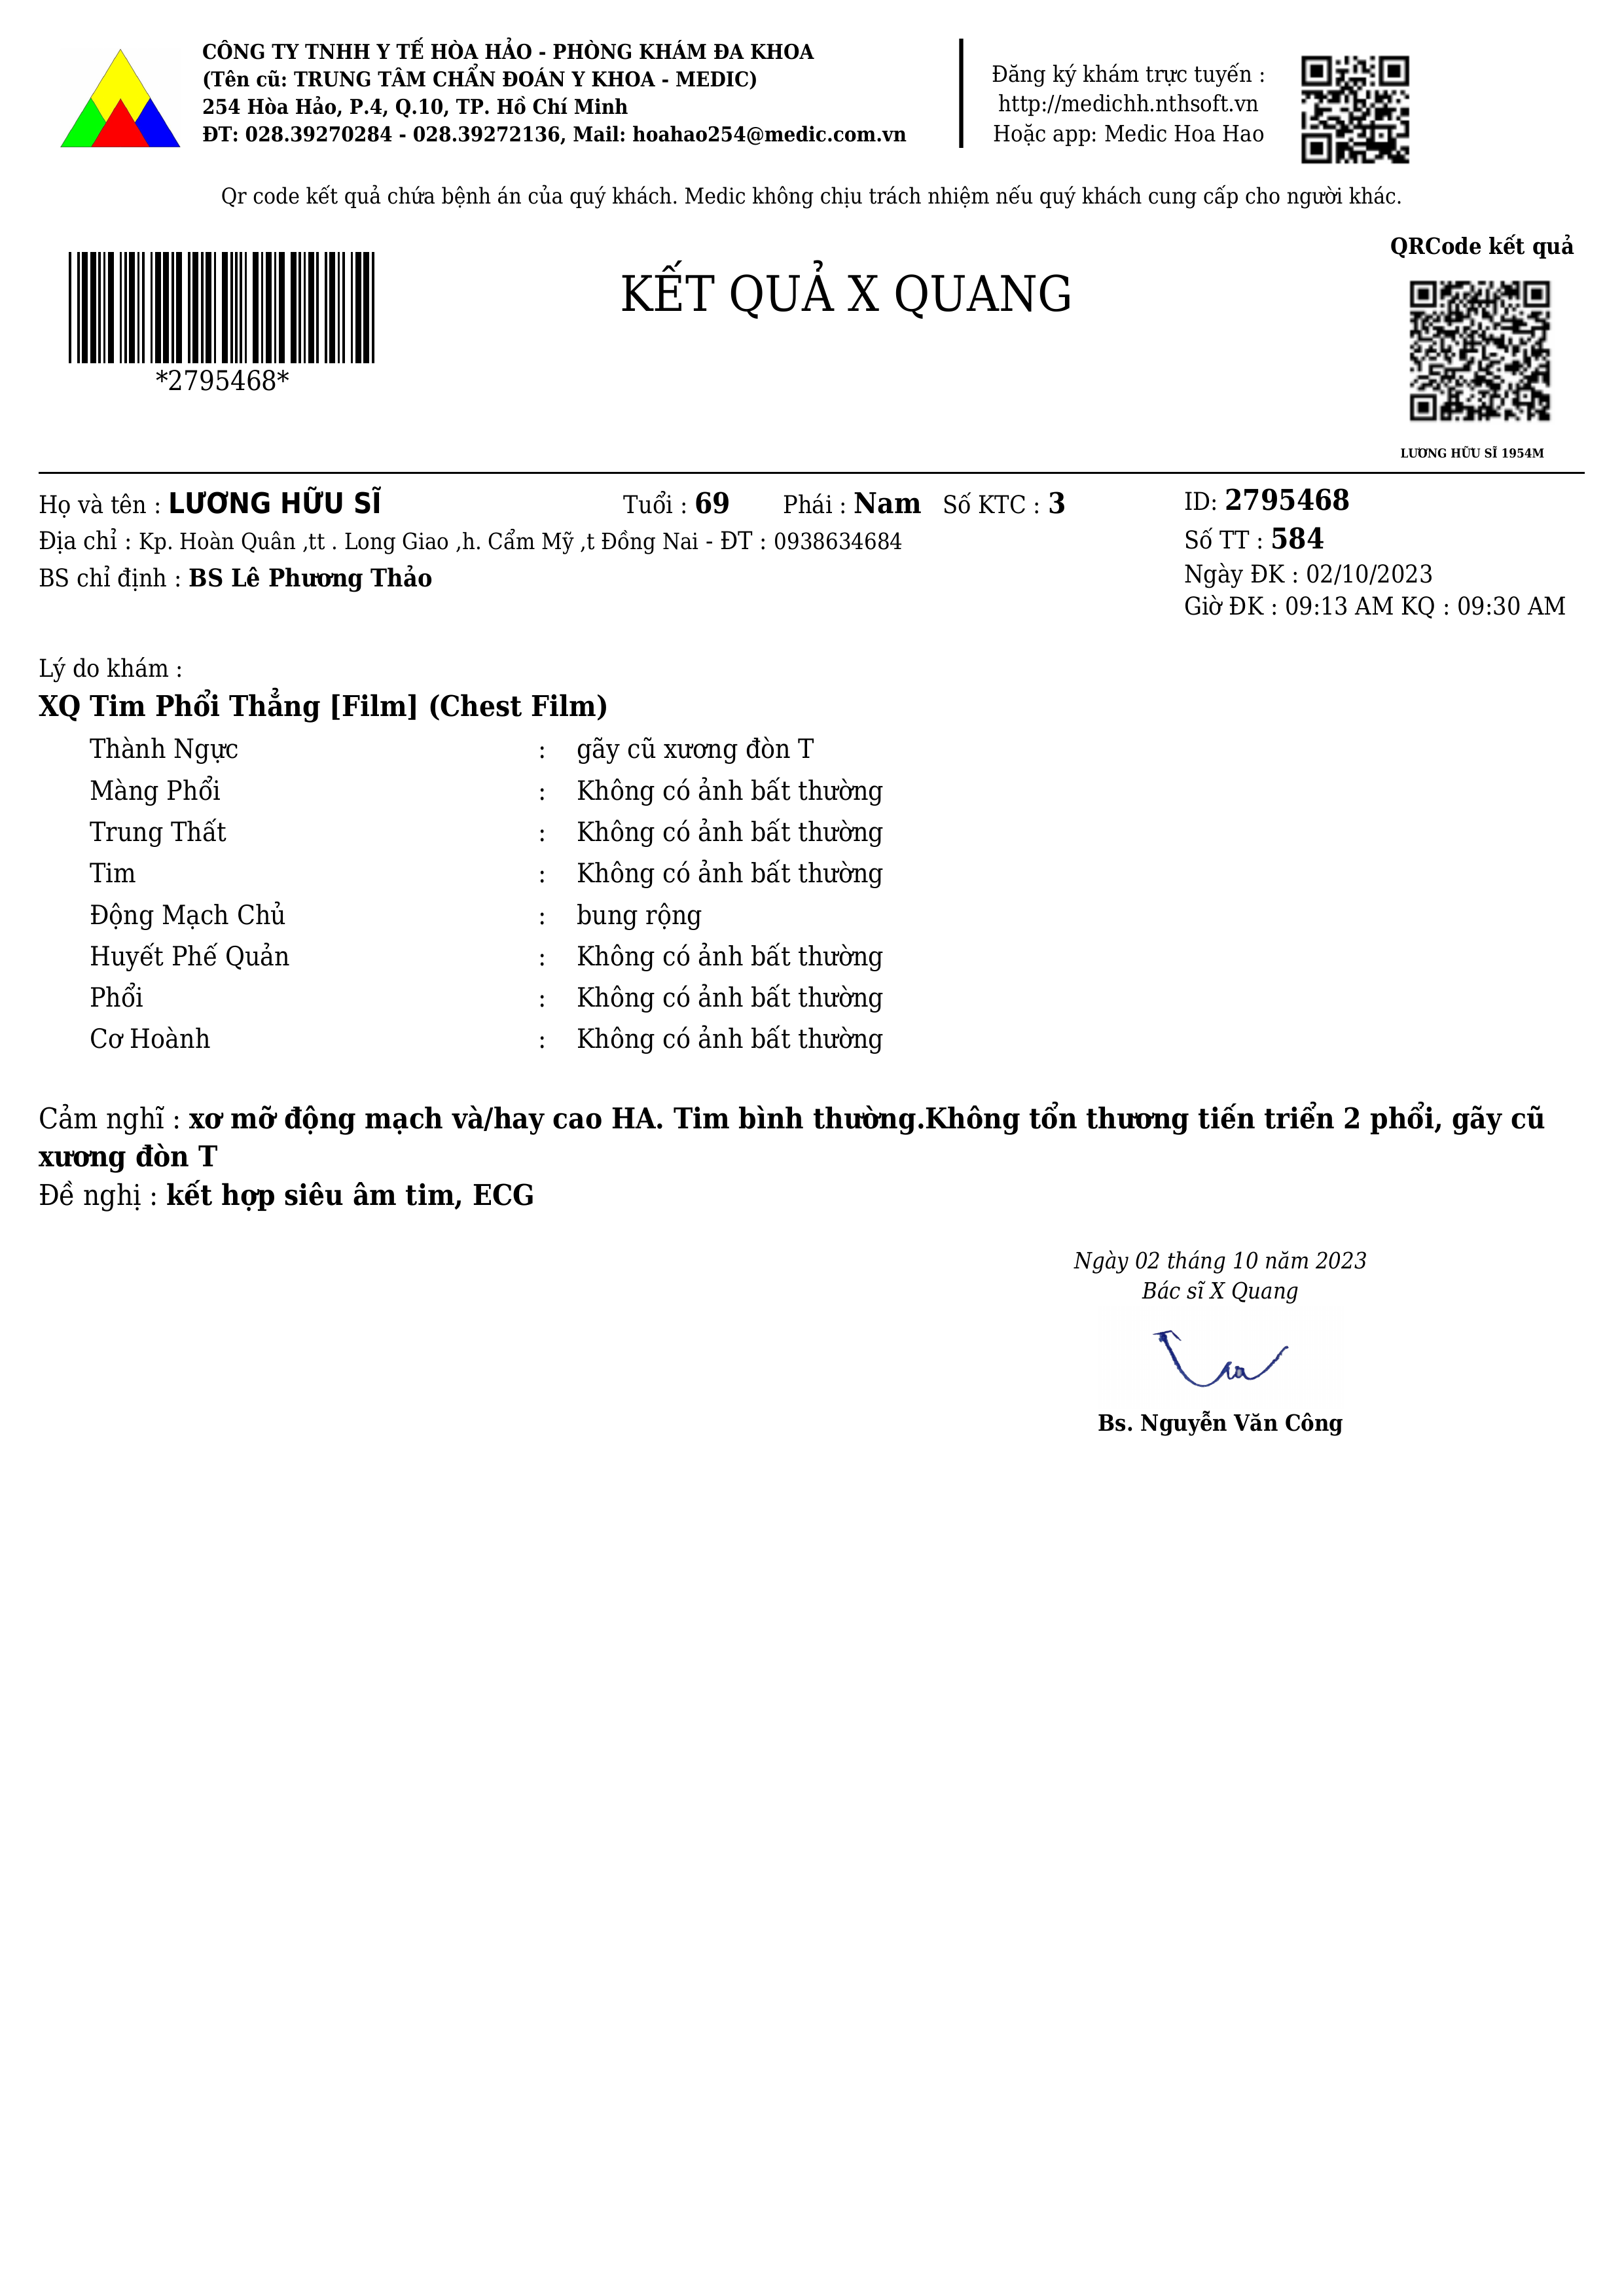 CÔNG TY TNHH Y TẾ HÒA HẢO - PHÒNG KHÁM ĐA KHOA
(Tên cũ: TRUNG TÂM CHẨN ĐOÁN Y KHOA - MEDIC)
254 Hòa Hảo, P.4, Q.10, TP. Hồ Chí Minh
ĐT: 028.39270284 - 028.39272136, Mail: hoahao254@medic.com.vn
Đăng ký khám trực tuyến :
http://medichh.nthsoft.vn
Hoặc app: Medic Hoa Hao
Qr code kết quả chứa bệnh án của quý khách. Medic không chịu trách nhiệm nếu quý khách cung cấp cho người khác.
QRCode kết quả
KẾT QUẢ X QUANG
*2795468*
LƯƠNG HỮU SĨ 1954M
Họ và tên : LƯƠNG HỮU SĨ Tuổi : 69 Phái : Nam Số KTC : 3 ID: 2795468
Địa chỉ : Kp. Hoàn Quân ,tt . Long Giao ,h. Cẩm Mỹ ,t Đồng Nai - ĐT : 0938634684 Số TT : 584
BS chỉ định : BS Lê Phương Thảo Ngày ĐK : 02/10/2023
Giờ ĐK : 09:13 AM KQ : 09:30 AM
Lý do khám :
XQ Tim Phổi Thẳng [Film] (Chest Film)
Thành Ngực : gãy cũ xương đòn T
Màng Phổi : Không có ảnh bất thường
Trung Thất : Không có ảnh bất thường
Tim : Không có ảnh bất thường
Động Mạch Chủ : bung rộng
Huyết Phế Quản : Không có ảnh bất thường
Phổi : Không có ảnh bất thường
Cơ Hoành : Không có ảnh bất thường
Cảm nghĩ : xơ mỡ động mạch và/hay cao HA. Tim bình thường.Không tổn thương tiến triển 2 phổi, gãy cũ
xương đòn T
Đề nghị : kết hợp siêu âm tim, ECG
Ngày 02 tháng 10 năm 2023
Bác sĩ X Quang
Bs. Nguyễn Văn Công